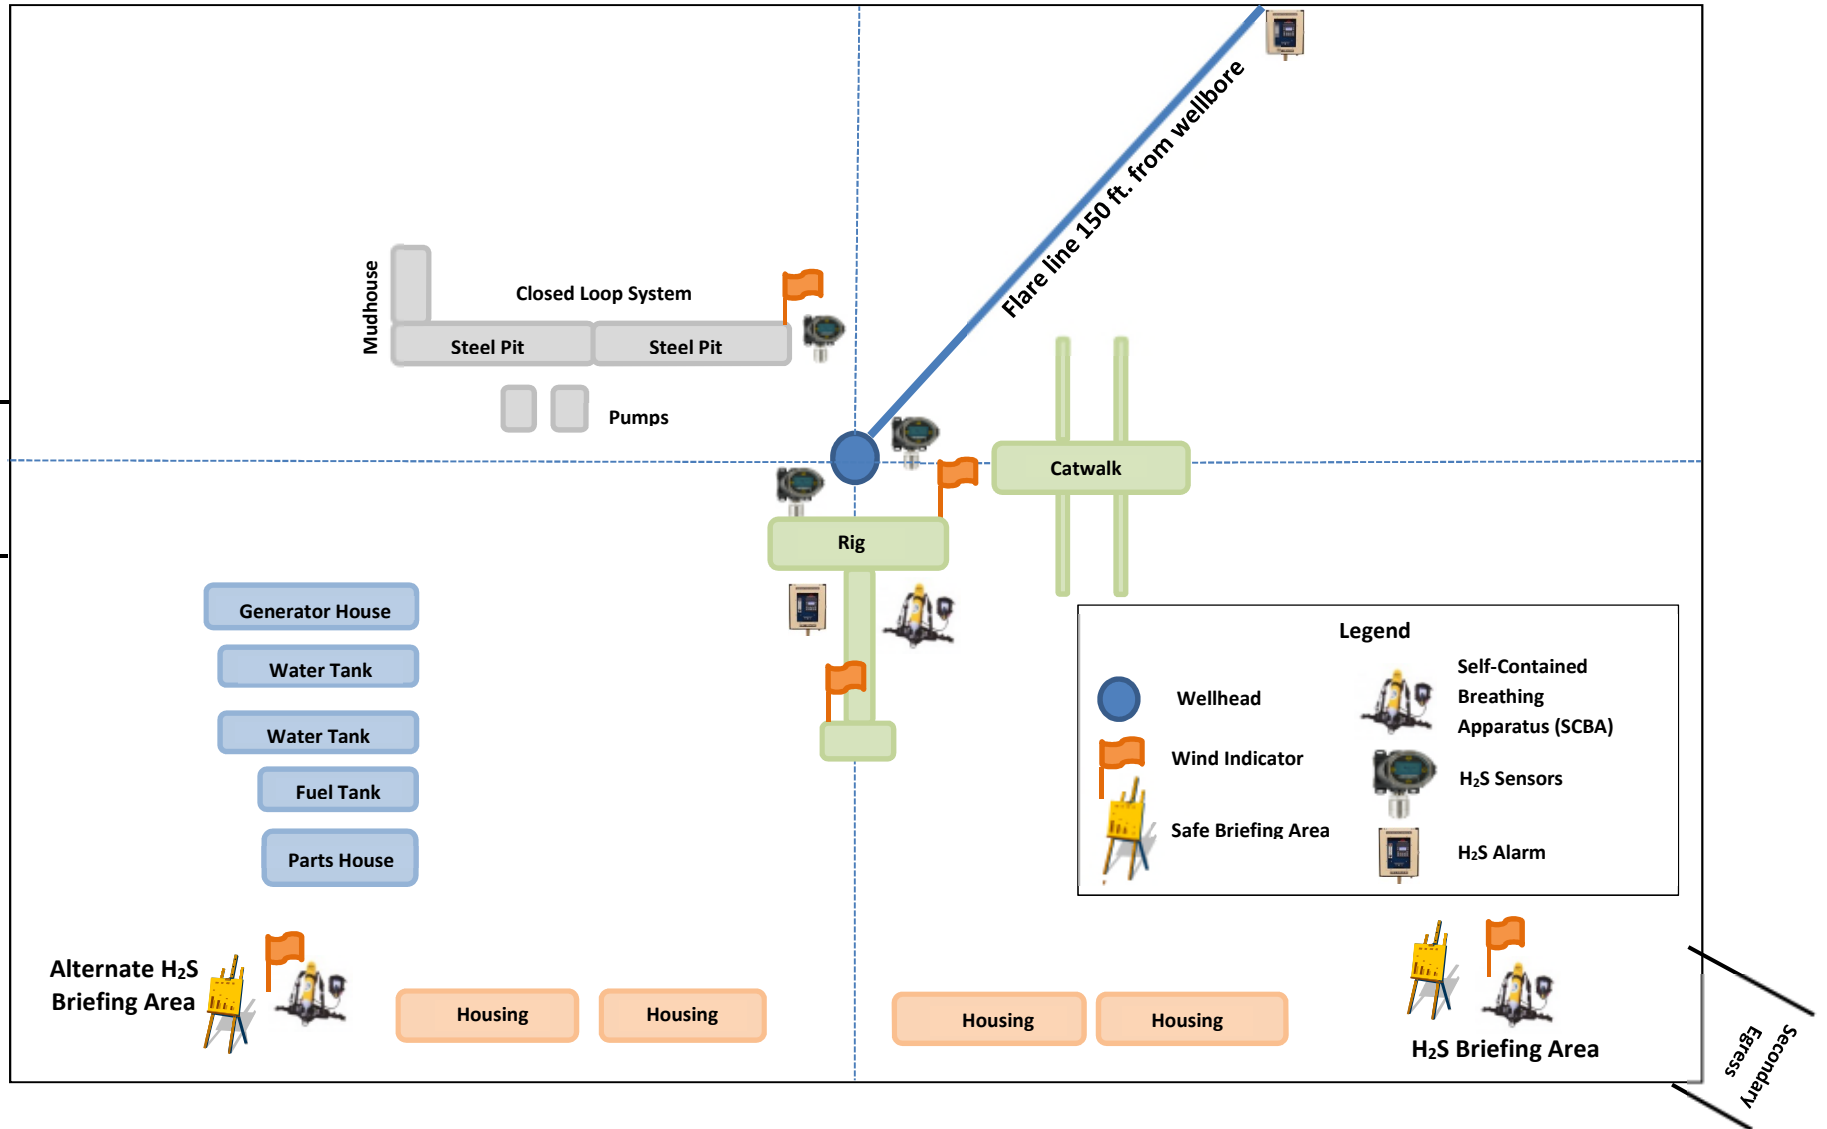 Flare line 150 ft. from wellbore
Mudhouse
Closed Loop System
Steel Pit
Steel Pit
Pumps
Catwalk
Rig
Generator House
Water Tank
Water Tank
Fuel Tank
Parts House
Legend
Wellhead
Wind Indicator
Safe Briefing Area
Self-Contained
Breathing
Apparatus (SCBA)
H₂S Sensors
H₂S Alarm
Alternate H₂S
Briefing Area
Housing
Housing
Housing
Housing
H₂S Briefing Area
Secondary
Egress